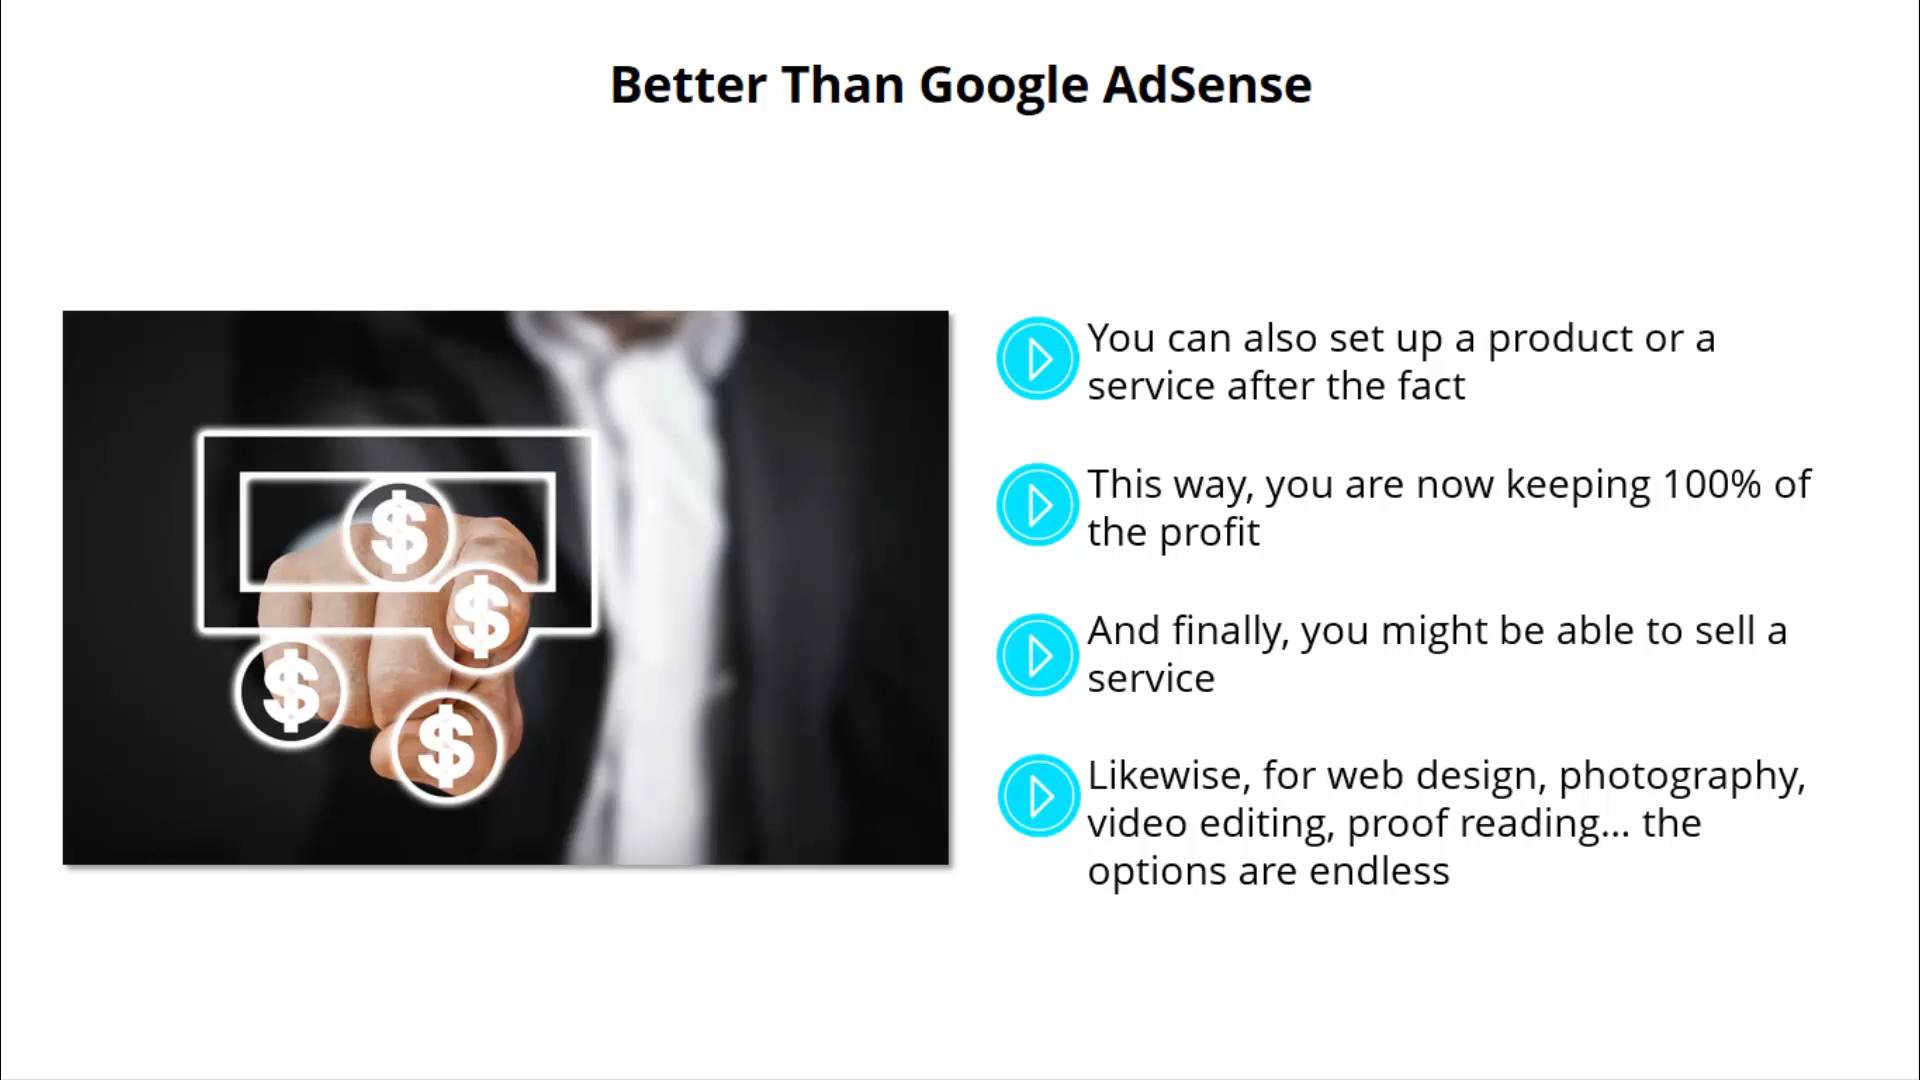 Better Than Google AdSense
You can also set up a product or a
service after the fact
This way, you are now keeping 100% of
the profit
And finally, you might be able to sell a
service
Likewise, for web design, photography,
video editing, proof reading... the
options are endless
$
$
$
$